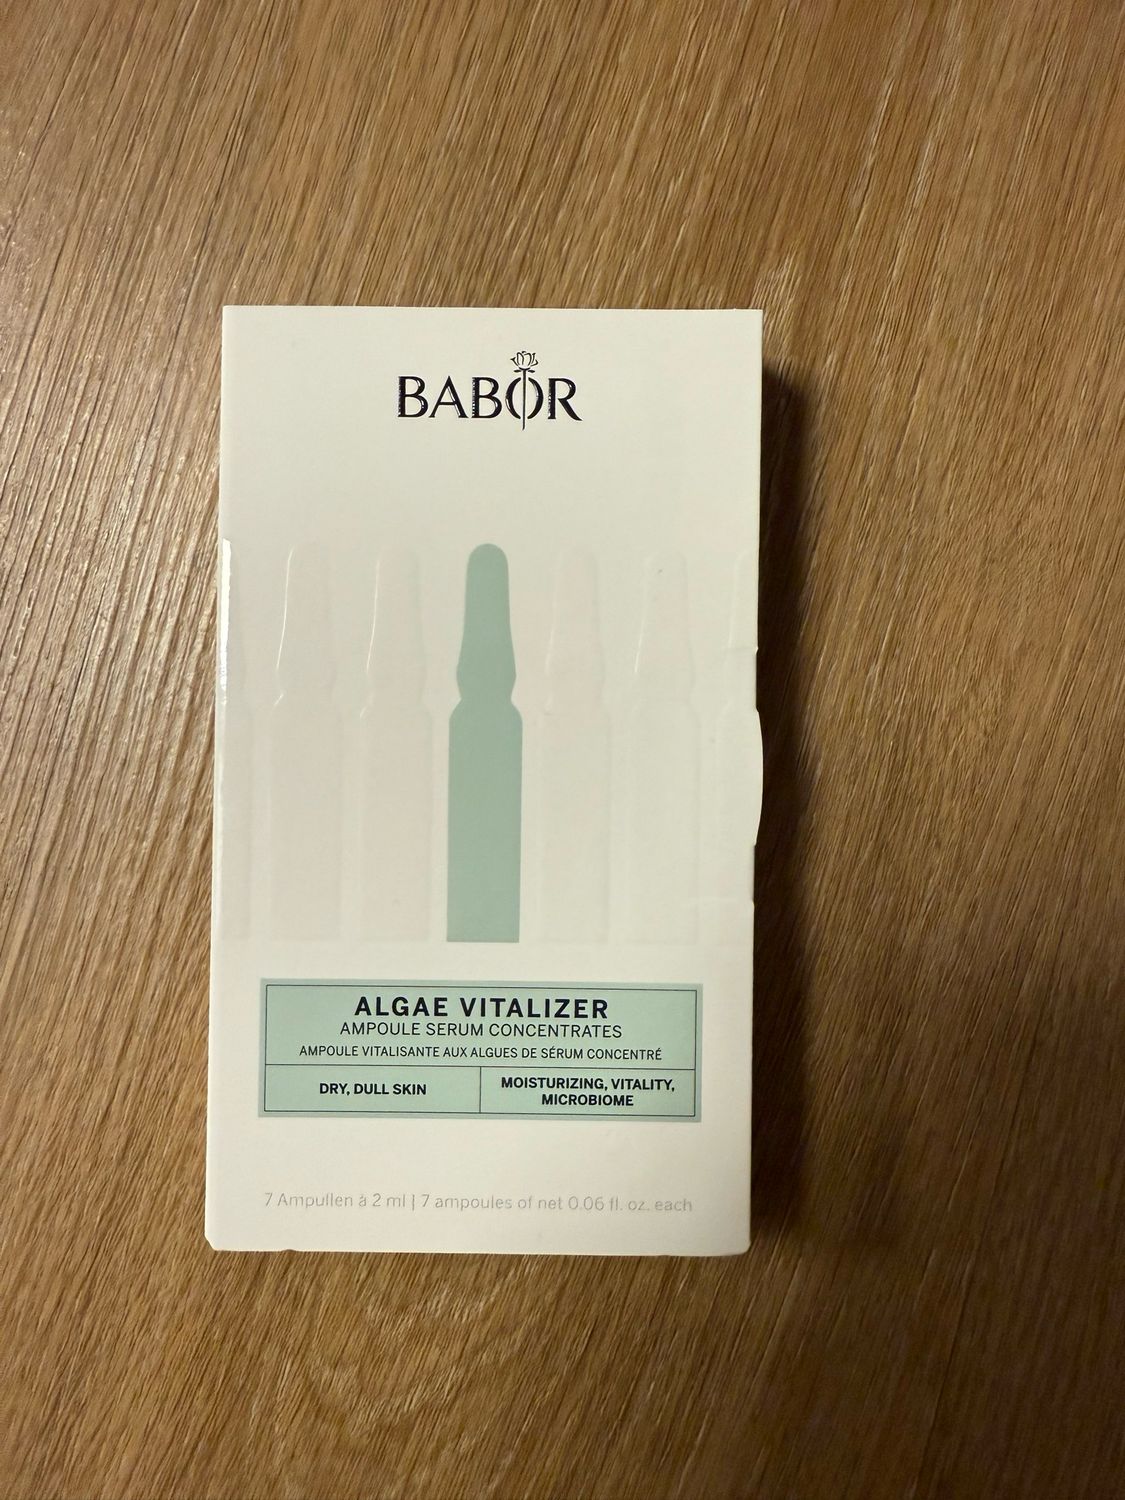 BABOR
ALGAE VITALIZER
AMPOULE SERUM CONCENTRATES
AMPOULE VITALISANTE AUX ALGUES DE SÉRUM CONCENTRÉ
DRY, DULL SKIN
MOISTURIZING, VITALITY,
MICROBIOME
7 Ampullen à 2 ml | 7 ampoules of net 0.06 fl. oz. each